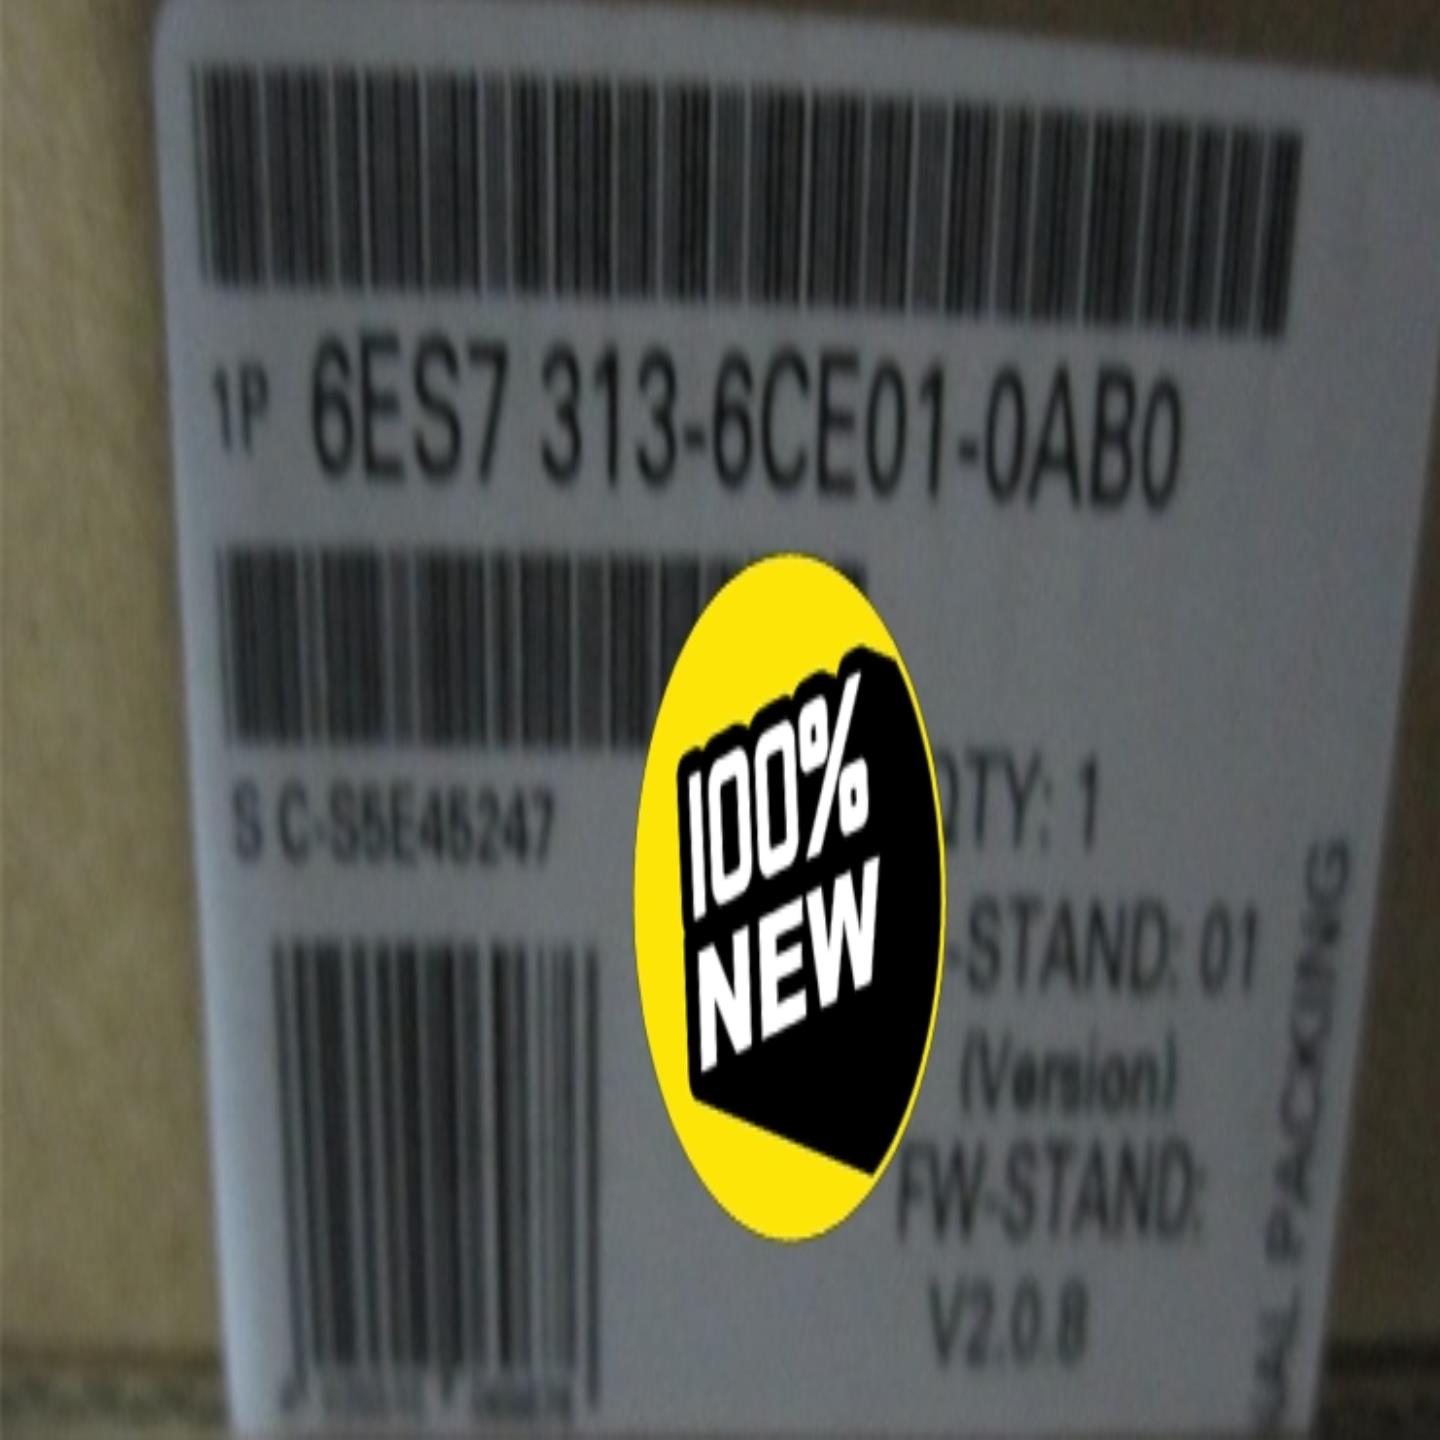 1P 6ES7 313-6CE01-0AB0
S C-S5E45247
100%
NEW
QTY: 1
-STAND: 01
(Version)
FW-STAND:
V2.0.8
PACKING